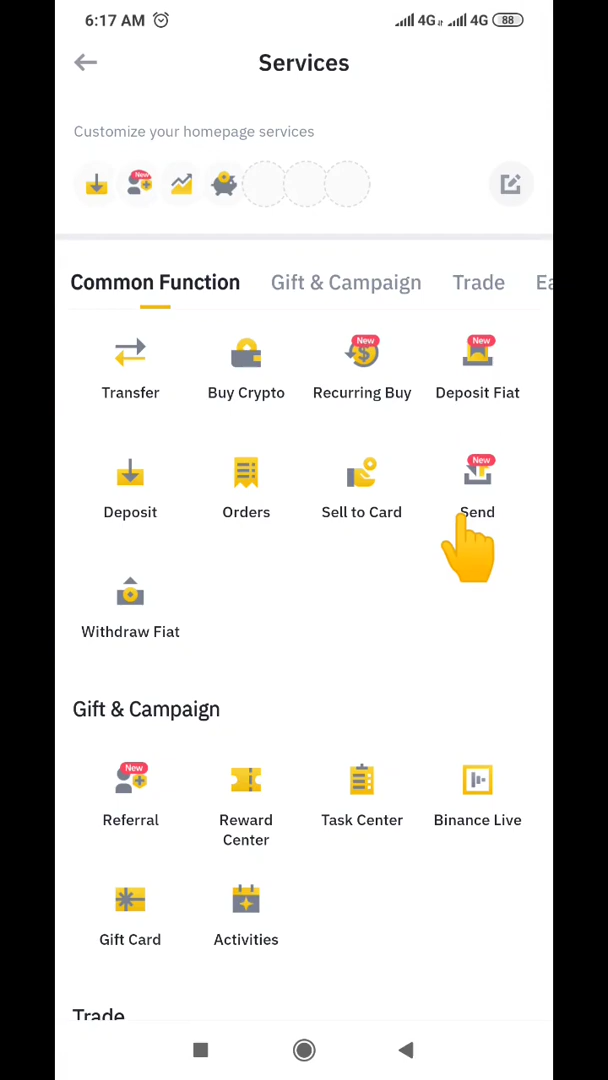 6:17 AM 4G 4G 88
Services
Customize your homepage services
New
Common Function Gift & Campaign Trade Ea
New New
Transfer Buy Crypto Recurring Buy Deposit Fiat
New
Deposit Orders Sell to Card Send
Withdraw Fiat
Gift & Campaign
New
Referral Reward Center Task Center Binance Live
Gift Card Activities
Trade